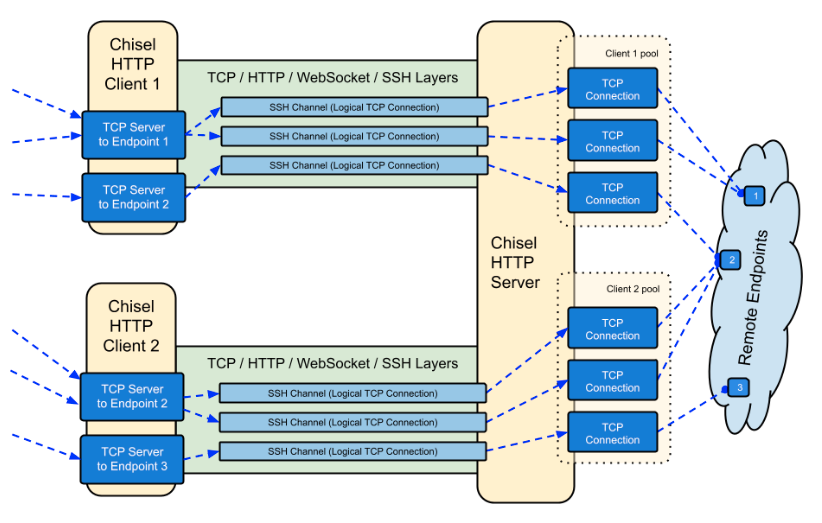 Chisel
HTTP
Client 1
TCP / HTTP / WebSocket / SSH Layers
SSH Channel (Logical TCP Connection)
SSH Channel (Logical TCP Connection)
SSH Channel (Logical TCP Connection)
TCP Server
to Endpoint 1
TCP Server
to Endpoint 2
Chisel
HTTP
Server
Client 1 pool
TCP
Connection
TCP
Connection
TCP
Connection
Chisel
HTTP
Client 2
TCP / HTTP / WebSocket / SSH Layers
SSH Channel (Logical TCP Connection)
SSH Channel (Logical TCP Connection)
SSH Channel (Logical TCP Connection)
TCP Server
to Endpoint 2
TCP Server
to Endpoint 3
Client 2 pool
TCP
Connection
TCP
Connection
TCP
Connection
1
2
3
Remote Endpoints